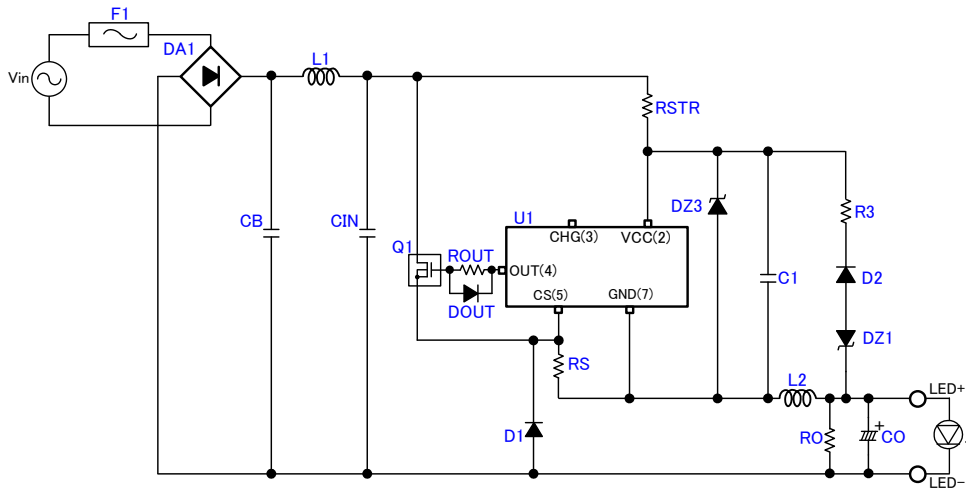 F1
DA1
Vin
L1
RSTR
CB
CIN
Q1
ROUT
DOUT
U1
CHG(3)
VCC(2)
OUT(4)
CS(5)
GND(7)
DZ3
C1
R3
D2
DZ1
RS
D1
L2
RO
CO
+
LED+
LED-